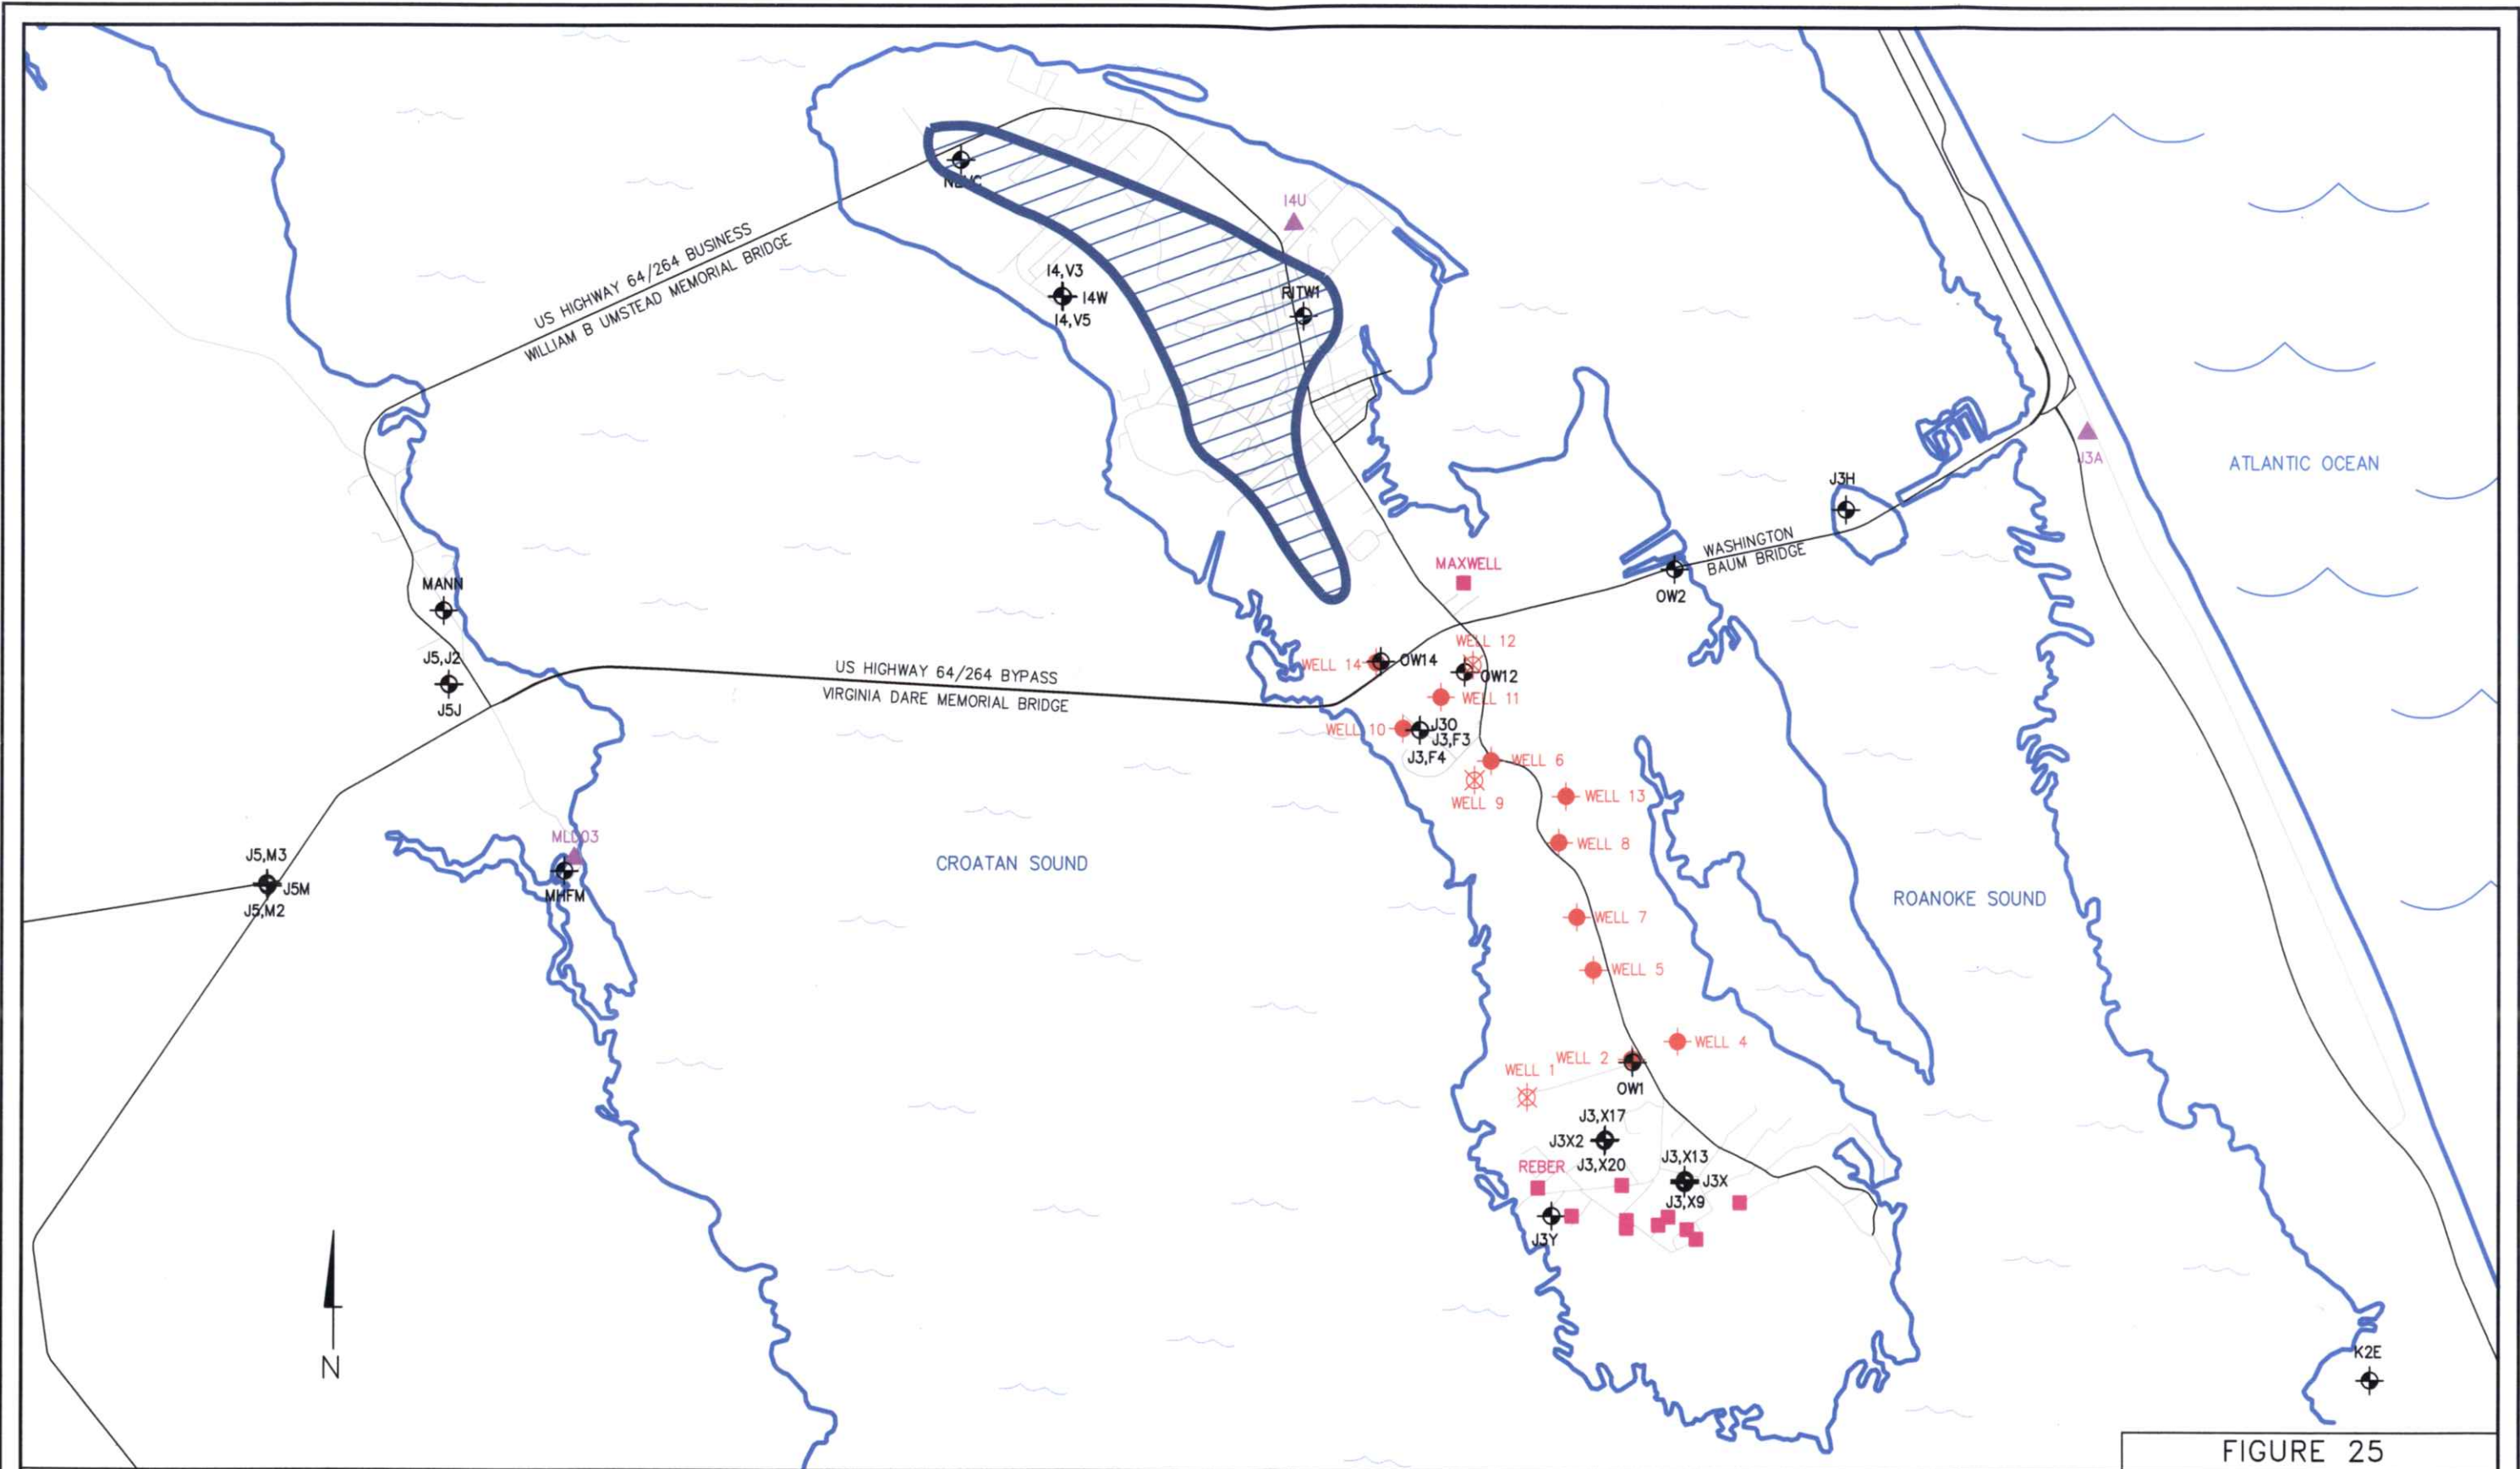 I4U
US HIGHWAY 64/264 BUSINESS
WILLIAM B UMSTEAD MEMORIAL BRIDGE
I4,V3
I4W
I4,V5
RITW1
ATLANTIC OCEAN
J3A
J3H
WASHINGTON
BAUM BRIDGE
OW2
MAXWELL
MANN
J5,J2
J5J
US HIGHWAY 64/264 BYPASS
VIRGINIA DARE MEMORIAL BRIDGE
WELL 12
WELL 14
OW14
OW12
WELL 11
WELL 10
J3O
J3,F3
J3,F4
WELL 6
WELL 9
WELL 13
WELL 8
MLD03
MHFM
J5,M3
J5M
J5,M2
CROATAN SOUND
ROANOKE SOUND
WELL 7
WELL 5
WELL 4
WELL 2
WELL 1
OW1
J3,X17
J3X2
J3,X20
J3,X13
J3X
J3,X9
REBER
J3Y
N
K2E
FIGURE 25